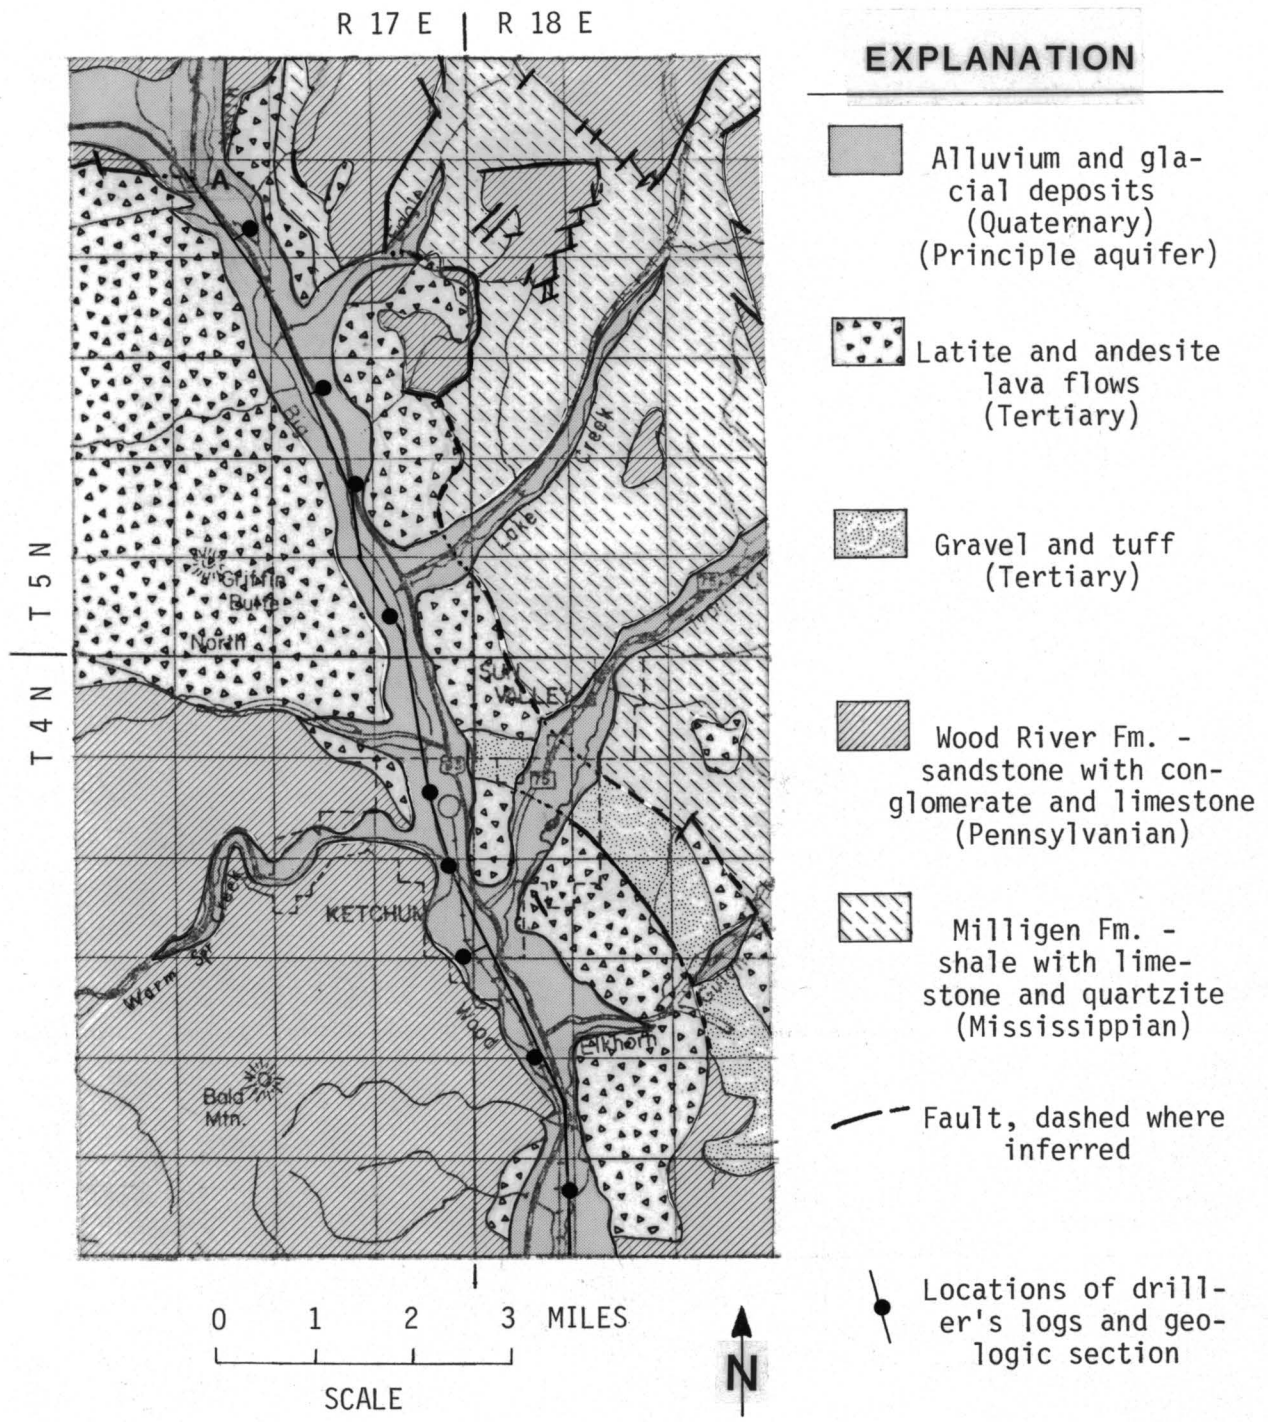 R 17 E R 18 E
EXPLANATION
Alluvium and gla-
cial deposits
(Quaternary)
(Principle aquifer)
Latite and andesite
lava flows
(Tertiary)
Gravel and tuff
(Tertiary)
Wood River Fm. -
sandstone with con-
glomerate and limestone
(Pennsylvanian)
Milligen Fm. -
shale with lime-
stone and quartzite
(Mississippian)
Fault, dashed where
inferred
Locations of drill-
er's logs and geo-
logic section
T 5 N
T 4 N
A
Big
Creek
Lake
Griffin
Butte
North
SUN
VALLEY
75
KETCHUM
Warm Spr Creek
Wood
Elkhorn
Gulch
Bald
Mtn.
0 1 2 3 MILES
SCALE
N